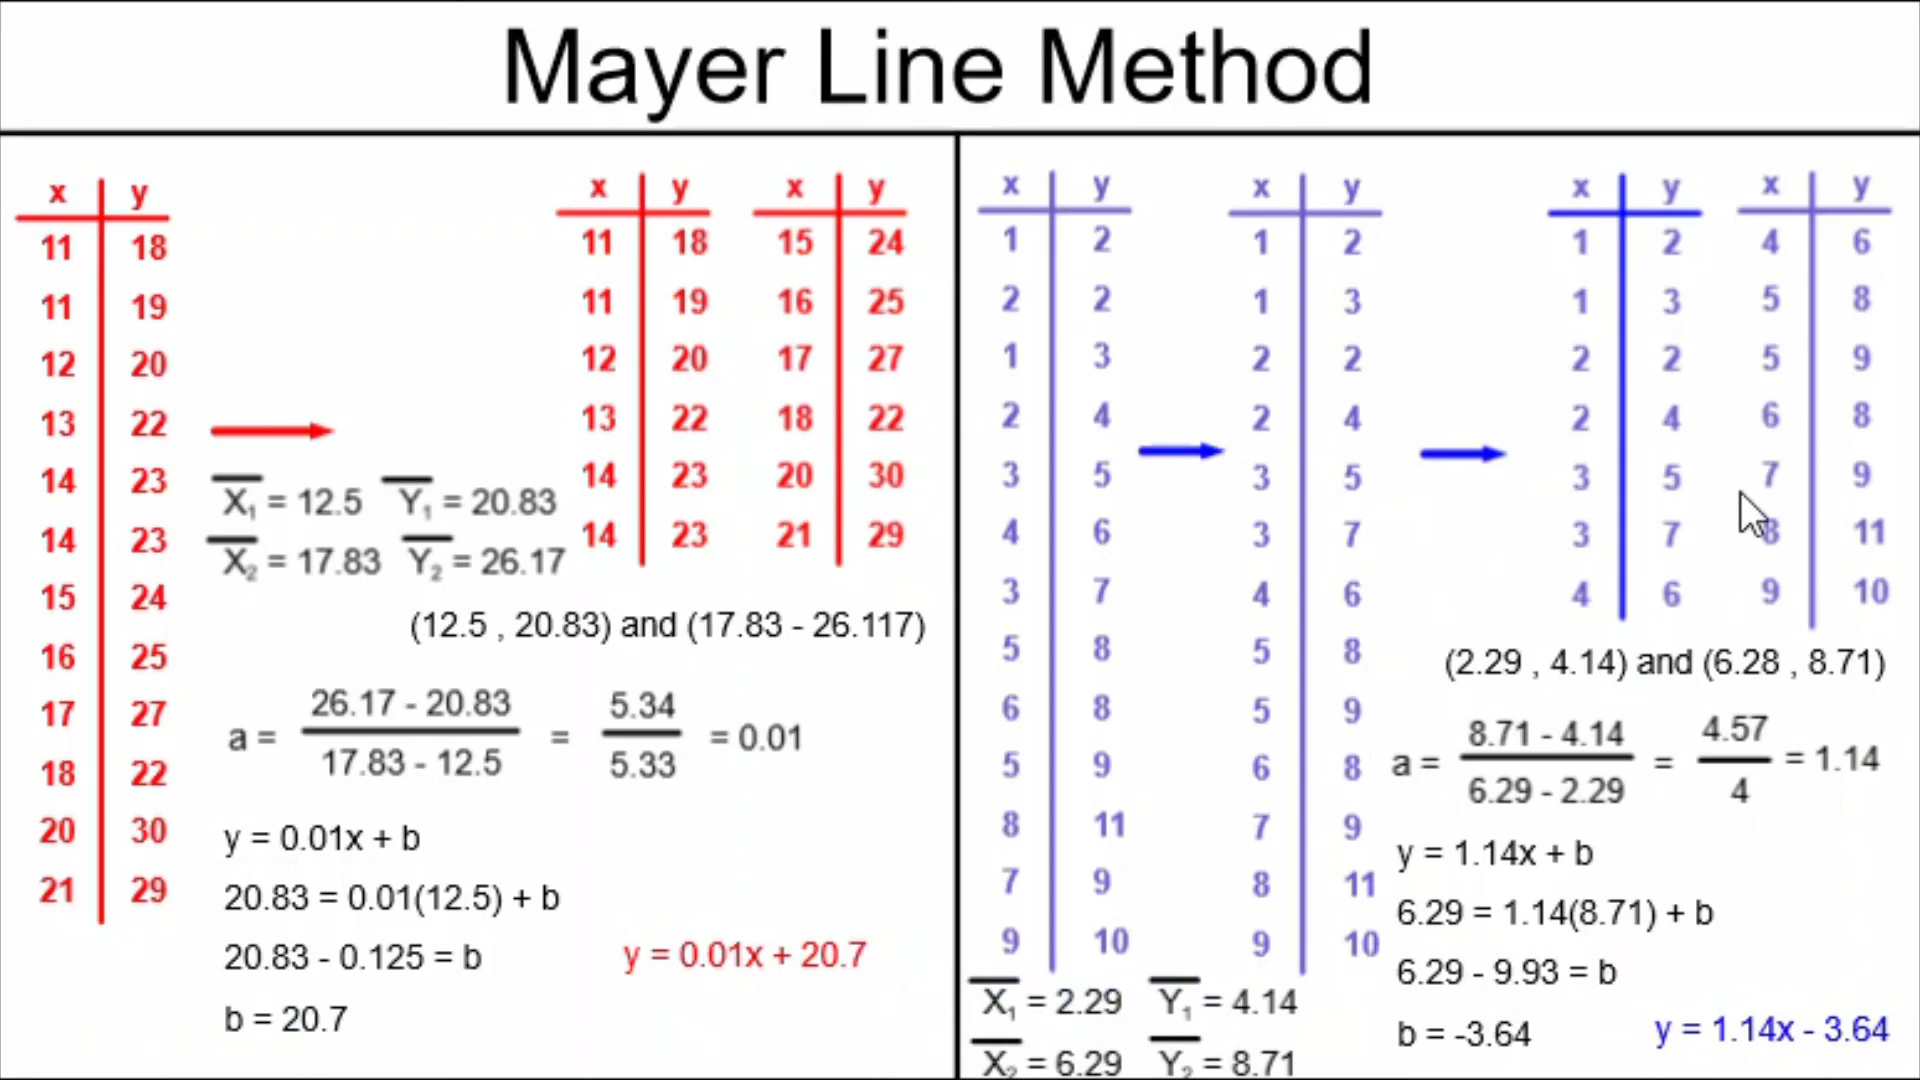 Mayer Line Method
x y
11 18
11 19
12 20
13 22
14 23
14 23
15 24
16 25
17 27
18 22
20 30
21 29
X₁ = 12.5 Y₁ = 20.83
X₂ = 17.83 Y₂ = 26.17
x y x y
11 18 15 24
11 19 16 25
12 20 17 27
13 22 18 22
14 23 20 30
14 23 21 29
(12.5 , 20.83) and (17.83 - 26.117)
a = 26.17 - 20.83 / 17.83 - 12.5 = 5.34 / 5.33 = 0.01
y = 0.01x + b
20.83 = 0.01(12.5) + b
20.83 - 0.125 = b
b = 20.7
y = 0.01x + 20.7
x y
1 2
2 2
1 3
2 4
3 5
4 6
3 7
5 8
6 8
5 9
8 11
7 9
9 10
X₁ = 2.29 Y₁ = 4.14
X₂ = 6.29 Y₂ = 8.71
x y
1 2
1 3
2 2
2 4
3 5
3 7
4 6
5 8
5 9
6 8
7 9
8 11
9 10
x y x y
1 2 4 6
1 3 5 8
2 2 5 9
2 4 6 8
3 5 7 9
3 7 8 11
4 6 9 10
(2.29 , 4.14) and (6.28 , 8.71)
a = 8.71 - 4.14 / 6.29 - 2.29 = 4.57 / 4 = 1.14
y = 1.14x + b
6.29 = 1.14(8.71) + b
6.29 - 9.93 = b
b = -3.64
y = 1.14x - 3.64